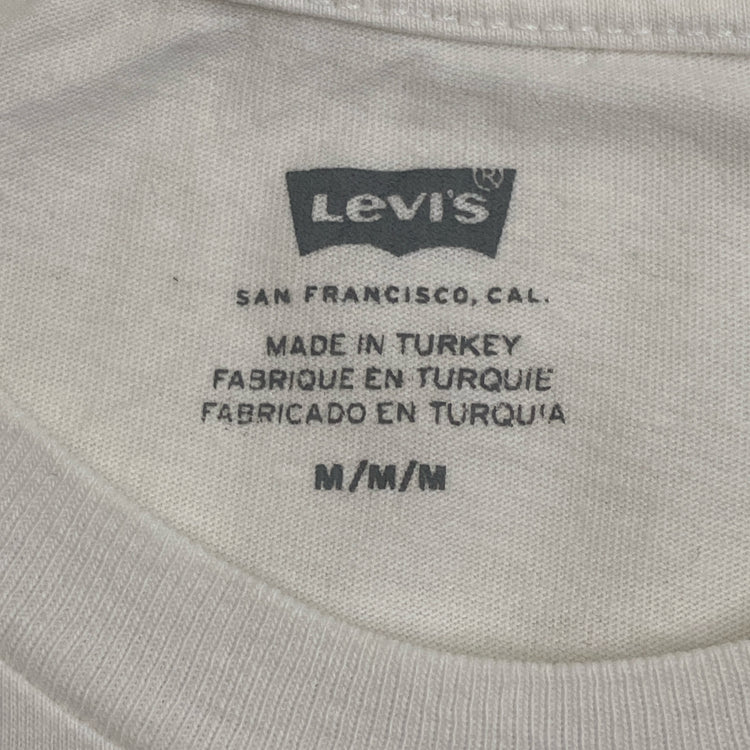 Levi's®
SAN FRANCISCO, CAL.
MADE IN TURKEY
FABRIQUE EN TURQUIE
FABRICADO EN TURQUIA
M/M/M